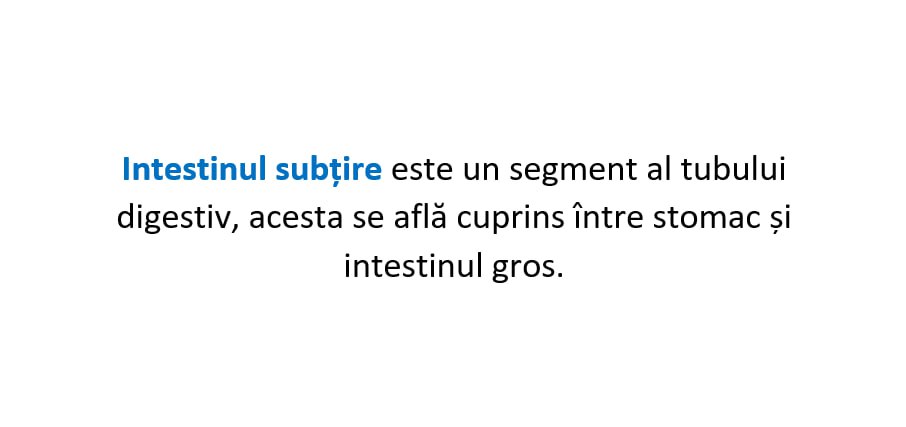 Intestinul subțire este un segment al tubului
digestiv, acesta se află cuprins între stomac și
intestinul gros.